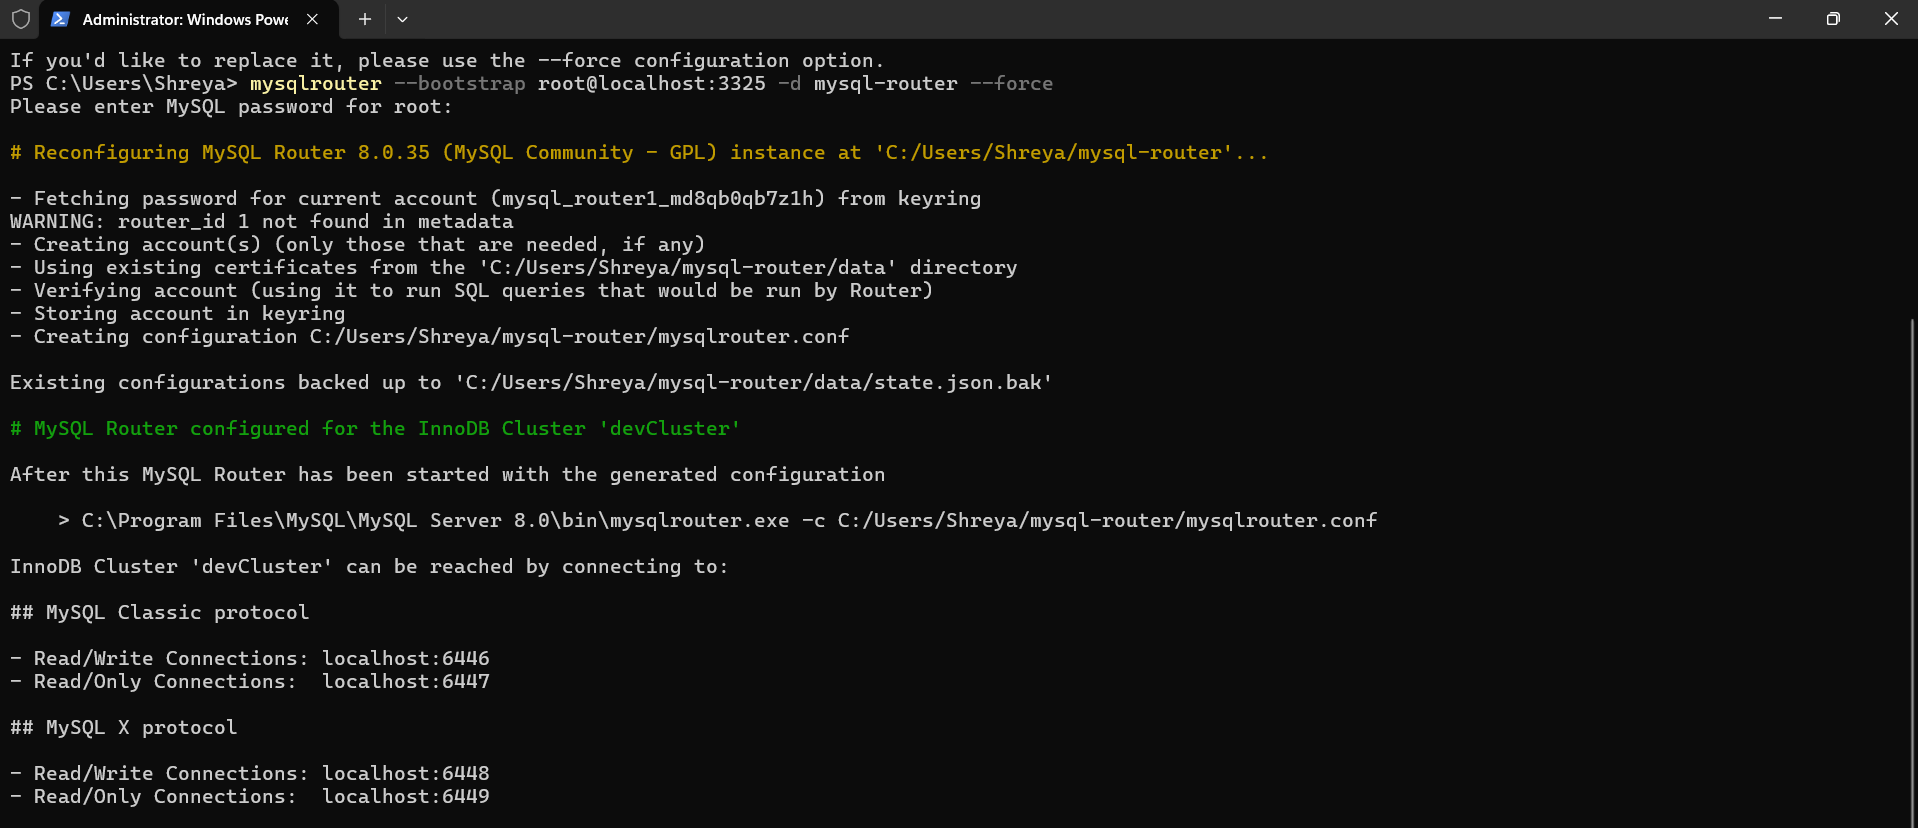 Administrator: Windows Powe
If you'd like to replace it, please use the --force configuration option.
PS C:\Users\Shreya> mysqlrouter --bootstrap root@localhost:3325 -d mysql-router --force
Please enter MySQL password for root:
# Reconfiguring MySQL Router 8.0.35 (MySQL Community - GPL) instance at 'C:/Users/Shreya/mysql-router'...
- Fetching password for current account (mysql_router1_md8qb0qb7z1h) from keyring
WARNING: router_id 1 not found in metadata
- Creating account(s) (only those that are needed, if any)
- Using existing certificates from the 'C:/Users/Shreya/mysql-router/data' directory
- Verifying account (using it to run SQL queries that would be run by Router)
- Storing account in keyring
- Creating configuration C:/Users/Shreya/mysql-router/mysqlrouter.conf
Existing configurations backed up to 'C:/Users/Shreya/mysql-router/data/state.json.bak'
# MySQL Router configured for the InnoDB Cluster 'devCluster'
After this MySQL Router has been started with the generated configuration
> C:\Program Files\MySQL\MySQL Server 8.0\bin\mysqlrouter.exe -c C:/Users/Shreya/mysql-router/mysqlrouter.conf
InnoDB Cluster 'devCluster' can be reached by connecting to:
## MySQL Classic protocol
- Read/Write Connections: localhost:6446
- Read/Only Connections:  localhost:6447
## MySQL X protocol
- Read/Write Connections: localhost:6448
- Read/Only Connections:  localhost:6449